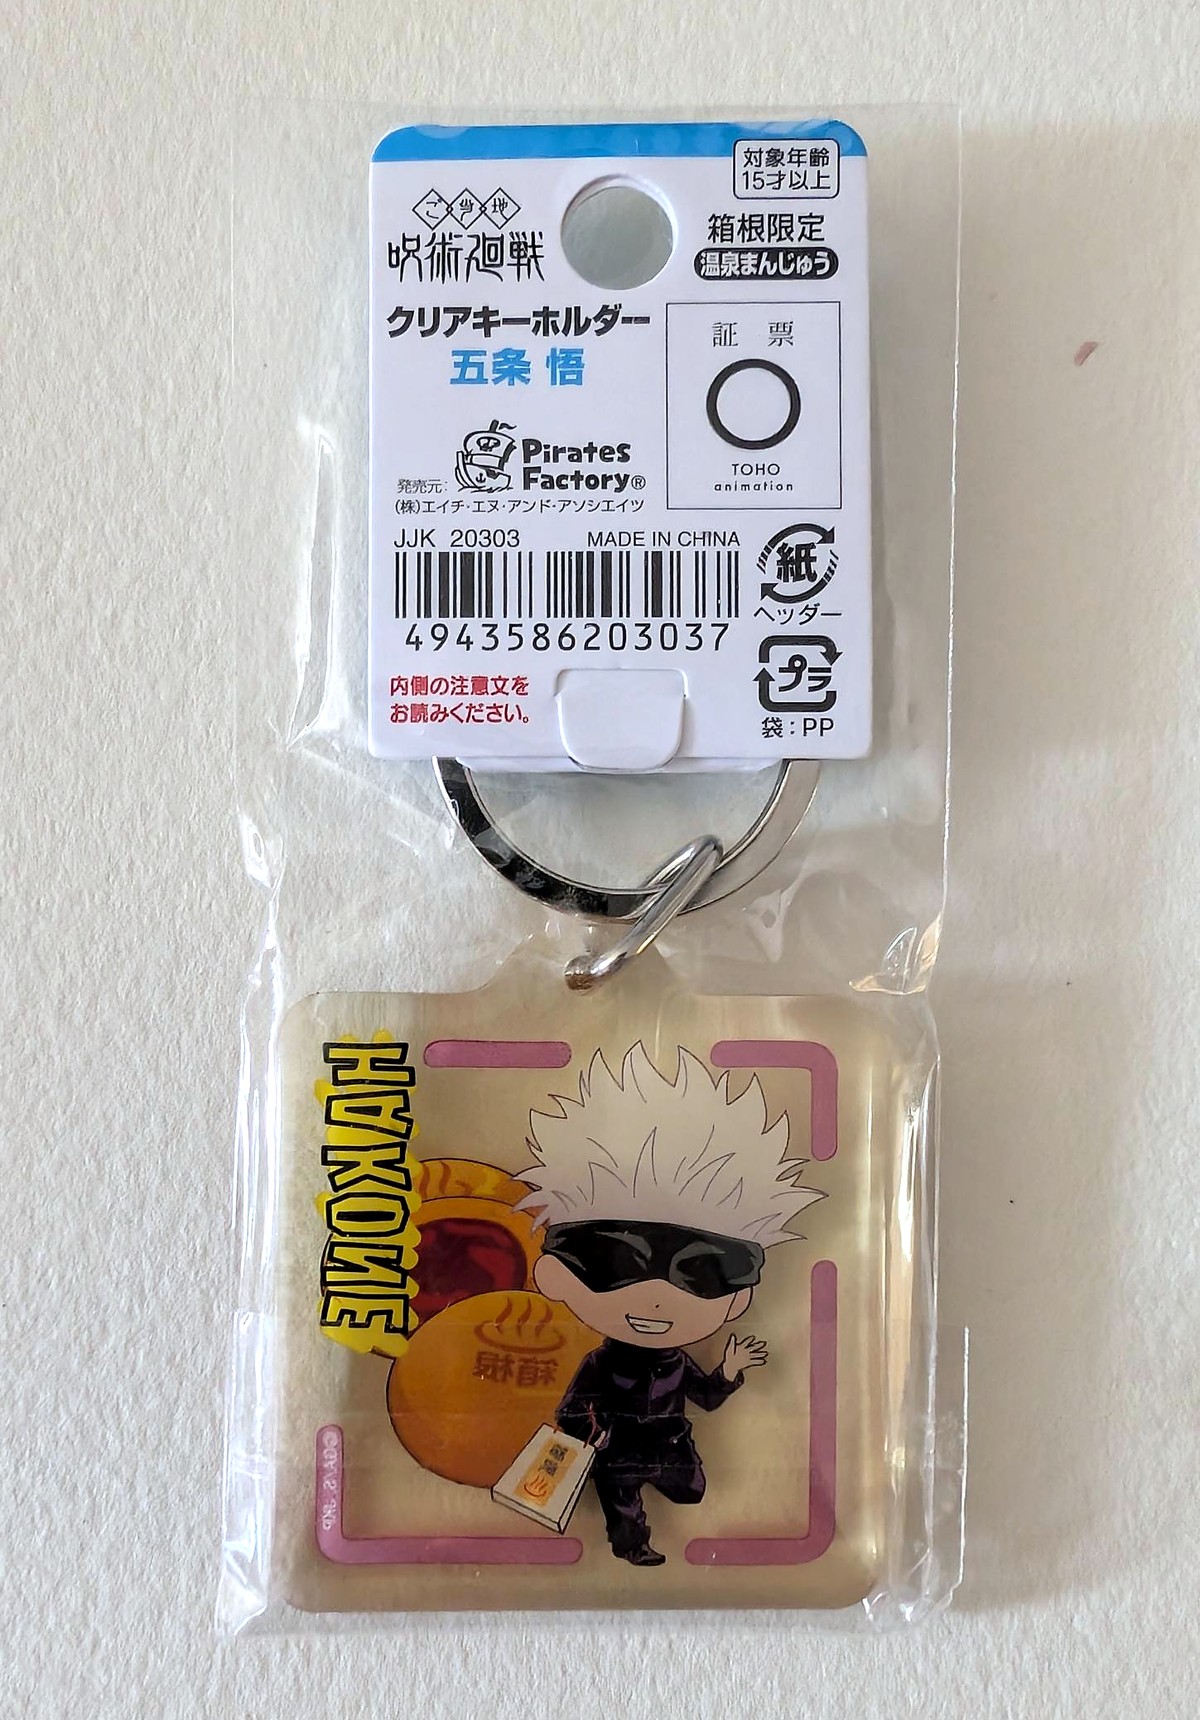 対象年齢
15才以上
ご当地
呪術廻戦
箱根限定
温泉まんじゅう
クリアキーホルダー
五条 悟
証 票
TOHO
animation
Pirates
Factory®
発売元:
(株)エイチ・エヌ・アンド・アソシエイツ
JJK 20303
MADE IN CHINA
4943586203037
紙
ヘッダー
プラ
袋:PP
内側の注意文を
お読みください。
HAKONE
箱根